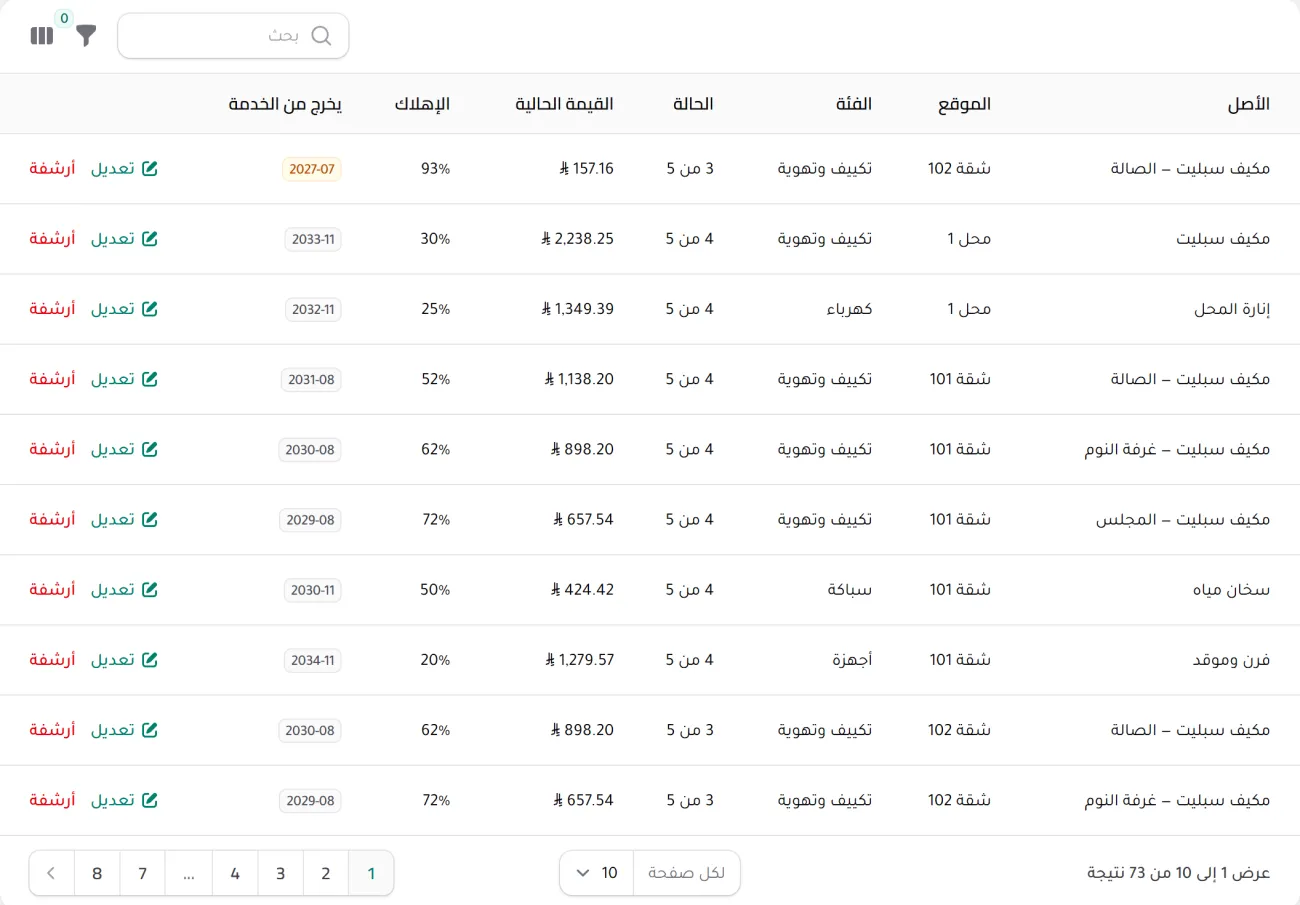 بحث
0
الأصل الموقع الفئة الحالة القيمة الحالية الإهلاك يخرج من الخدمة
مكيف سبليت – الصالة شقة 102 تكييف وتهوية 3 من 5 157.16 ⃁ 93% 2027-07 تعديل أرشفة
مكيف سبليت محل 1 تكييف وتهوية 4 من 5 2,238.25 ⃁ 30% 2033-11 تعديل أرشفة
إنارة المحل محل 1 كهرباء 4 من 5 1,349.39 ⃁ 25% 2032-11 تعديل أرشفة
مكيف سبليت – الصالة شقة 101 تكييف وتهوية 4 من 5 1,138.20 ⃁ 52% 2031-08 تعديل أرشفة
مكيف سبليت – غرفة النوم شقة 101 تكييف وتهوية 4 من 5 898.20 ⃁ 62% 2030-08 تعديل أرشفة
مكيف سبليت – المجلس شقة 101 تكييف وتهوية 4 من 5 657.54 ⃁ 72% 2029-08 تعديل أرشفة
سخان مياه شقة 101 سباكة 4 من 5 424.42 ⃁ 50% 2030-11 تعديل أرشفة
فرن وموقد شقة 101 أجهزة 4 من 5 1,279.57 ⃁ 20% 2034-11 تعديل أرشفة
مكيف سبليت – الصالة شقة 102 تكييف وتهوية 3 من 5 898.20 ⃁ 62% 2030-08 تعديل أرشفة
مكيف سبليت – غرفة النوم شقة 102 تكييف وتهوية 3 من 5 657.54 ⃁ 72% 2029-08 تعديل أرشفة
عرض 1 إلى 10 من 73 نتيجة لكل صفحة 10 1 2 3 4 ... 7 8